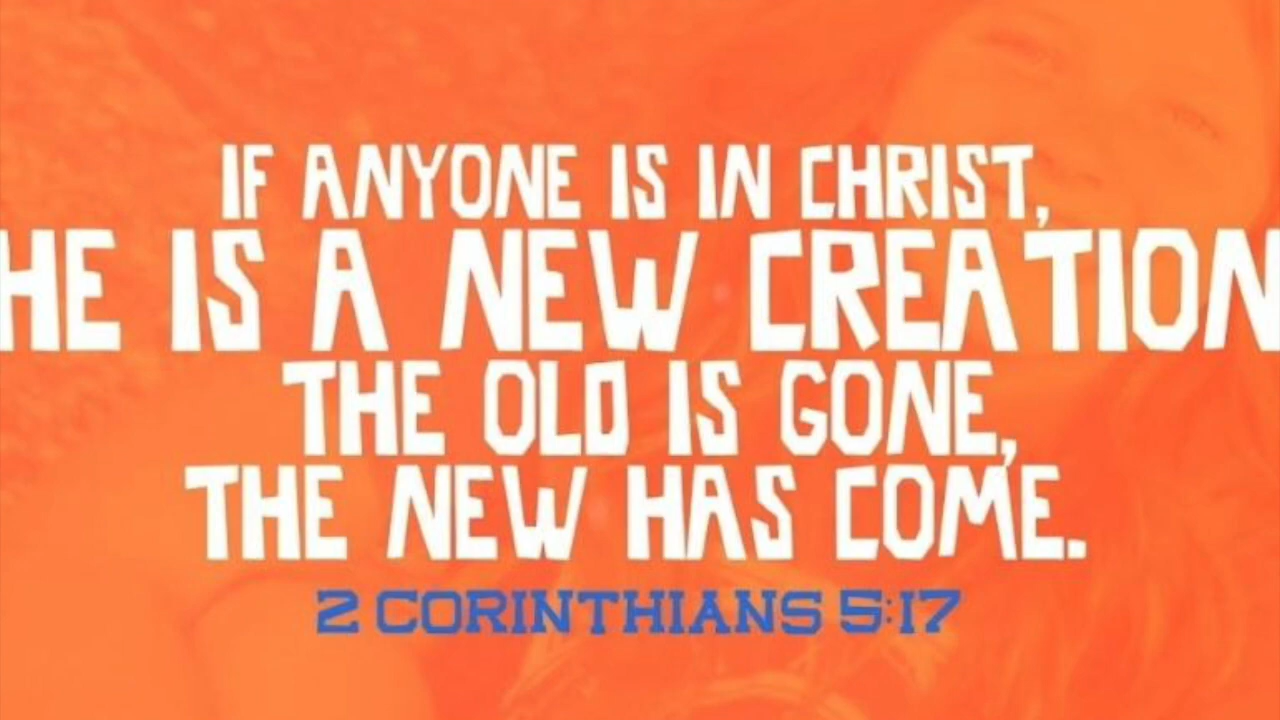 IF ANYONE IS IN CHRIST,
HE IS A NEW CREATION
THE OLD IS GONE,
THE NEW HAS COME.
2 CORINTHIANS 5:17